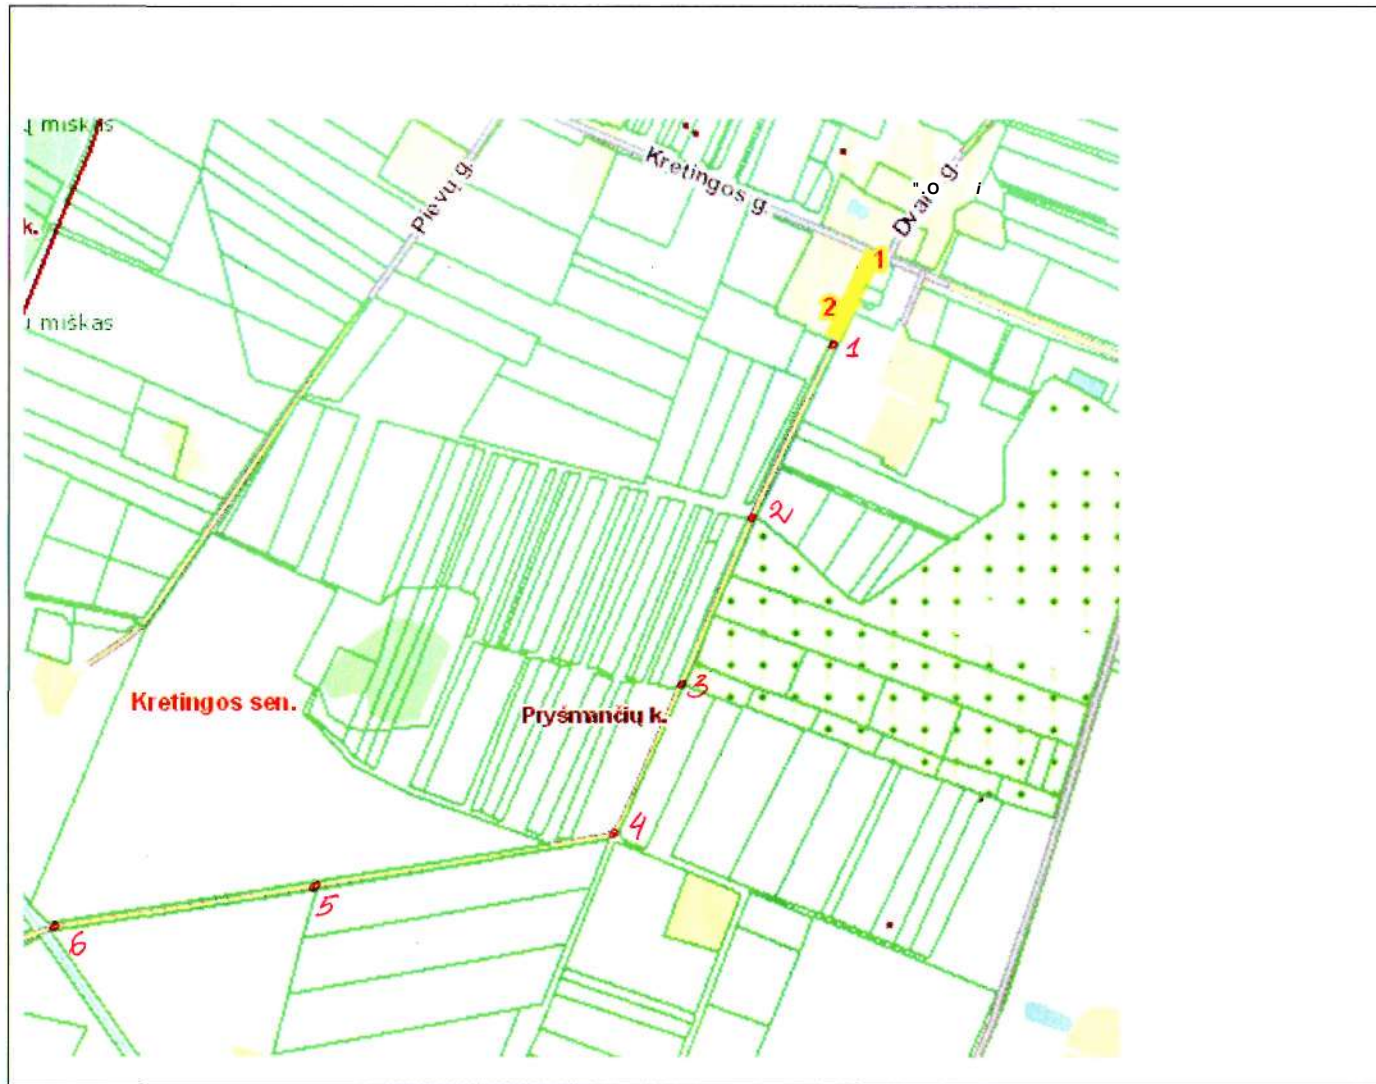 ų miškas
Pievų g.
Kretingos g.
Dvaro g.
".O i
k.
1
2
ų miškas
1
2
3
Kretingos sen.
Pryšmančių k.
4
5
6